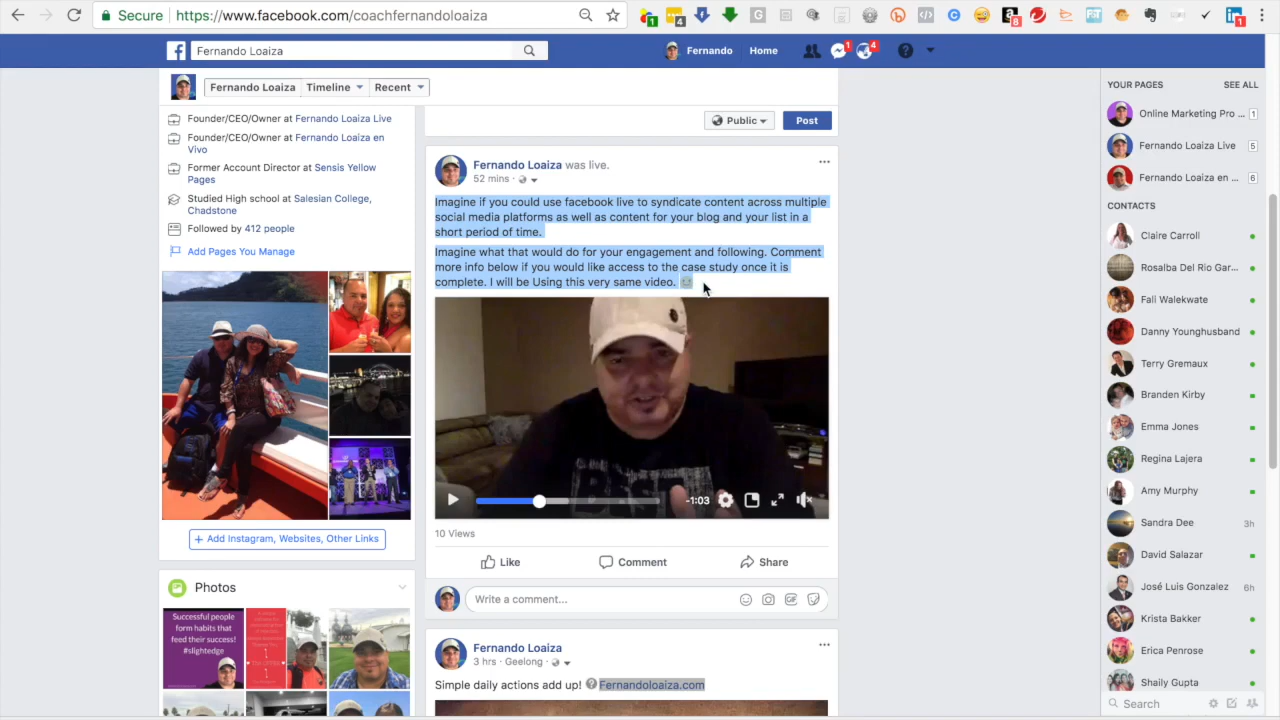 Secure https://www.facebook.com/coachfernandoloaiza
1
4
8
1
Fernando Loaiza
Fernando Home
1
4
Fernando Loaiza Timeline Recent
Founder/CEO/Owner at Fernando Loaiza Live
Founder/CEO/Owner at Fernando Loaiza en
Vivo
Former Account Director at Sensis Yellow
Pages
Studied High school at Salesian College,
Chadstone
Followed by 412 people
Add Pages You Manage
+ Add Instagram, Websites, Other Links
Photos
Successful people
form habits that
feed their success!
#slightedge
Public Post
Fernando Loaiza was live.
52 mins ·
Imagine if you could use facebook live to syndicate content across multiple
social media platforms as well as content for your blog and your list in a
short period of time.
Imagine what that would do for your engagement and following. Comment
more info below if you would like access to the case study once it is
complete. I will be Using this very same video.
-1:03
10 Views
Like Comment Share
Write a comment...
GIF
Fernando Loaiza
3 hrs · Geelong ·
Simple daily actions add up! Fernandoloaiza.com
YOUR PAGES SEE ALL
Online Marketing Pro ... 1
Fernando Loaiza Live 5
Fernando Loaiza en ... 6
CONTACTS
Claire Carroll
Rosalba Del Rio Gar...
Fali Walekwate
Danny Younghusband
Terry Gremaux
Branden Kirby
Emma Jones
Regina Lajera
Amy Murphy
Sandra Dee 3h
David Salazar
José Luis Gonzalez 6h
Krista Bakker
Erica Penrose
Shaily Gupta
Search